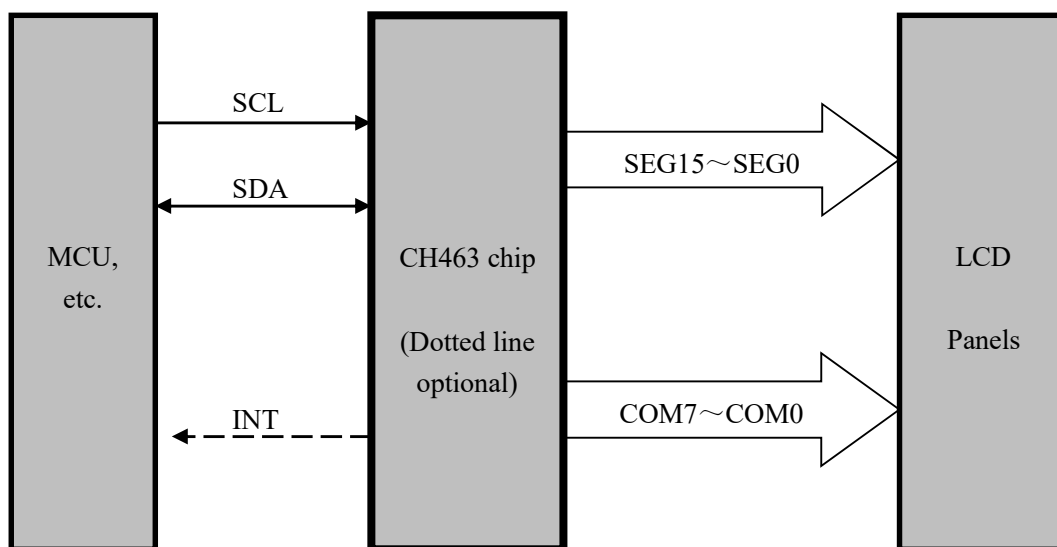 SCL
SDA
INT
MCU,
etc.
CH463 chip
(Dotted line
optional)
SEG15～SEG0
COM7～COM0
LCD
Panels